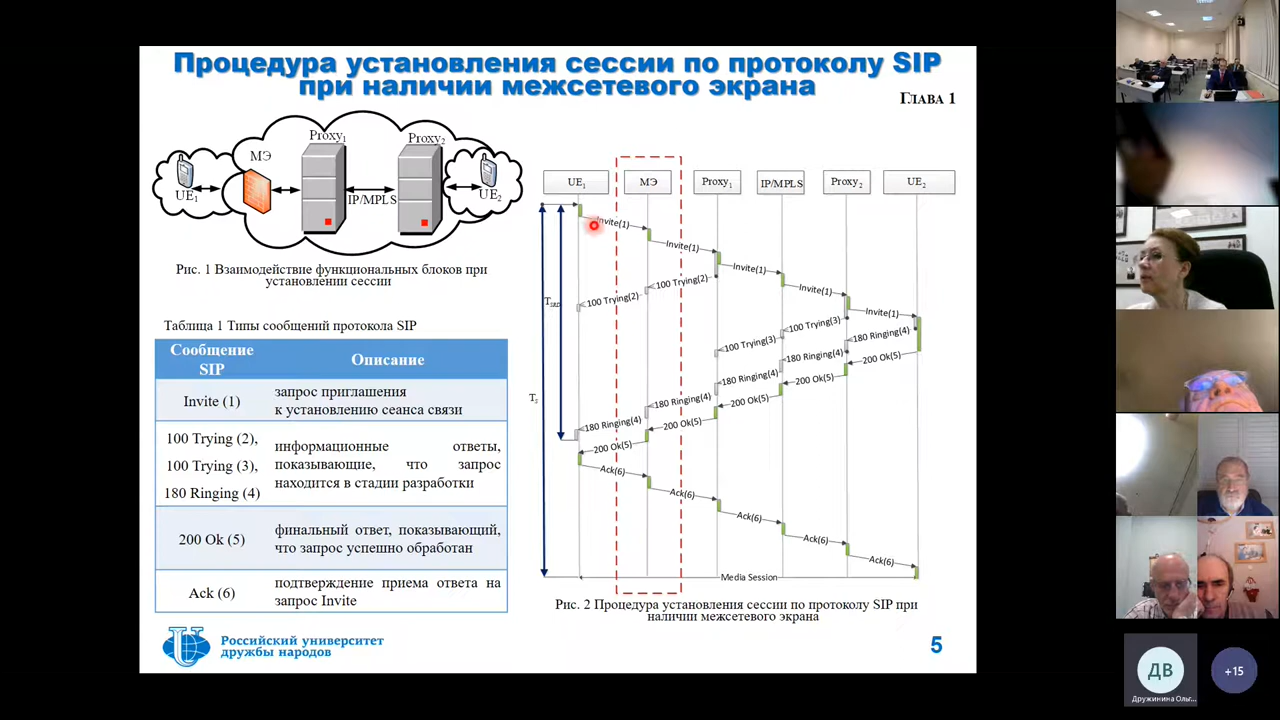 Процедура установления сессии по протоколу SIP
при наличии межсетевого экрана
Глава 1
Proxy1
Proxy2
МЭ
UE1
IP/MPLS
UE2
Рис. 1 Взаимодействие функциональных блоков при
установлении сессии
Таблица 1 Типы сообщений протокола SIP
Сообщение
SIP
Описание
Invite (1)
запрос приглашения
к установлению сеанса связи
100 Trying (2),
100 Trying (3),
180 Ringing (4)
информационные ответы,
показывающие, что запрос
находится в стадии разработки
200 Ok (5)
финальный ответ, показывающий,
что запрос успешно обработан
Ack (6)
подтверждение приема ответа на
запрос Invite
UE1
МЭ
Proxy1
IP/MPLS
Proxy2
UE2
Invite(1)
Invite(1)
Invite(1)
Invite(1)
Invite(1)
100 Trying(2)
100 Trying(2)
TSRD
100 Trying(3)
100 Trying(3)
180 Ringing(4)
180 Ringing(4)
180 Ringing(4)
180 Ringing(4)
180 Ringing(4)
TS
200 Ok(5)
200 Ok(5)
200 Ok(5)
200 Ok(5)
200 Ok(5)
Ack(6)
Ack(6)
Ack(6)
Ack(6)
Ack(6)
Media Session
Рис. 2 Процедура установления сессии по протоколу SIP при
наличии межсетевого экрана
Российский университет
дружбы народов
5
ДВ
Дружинина Ольг...
+15